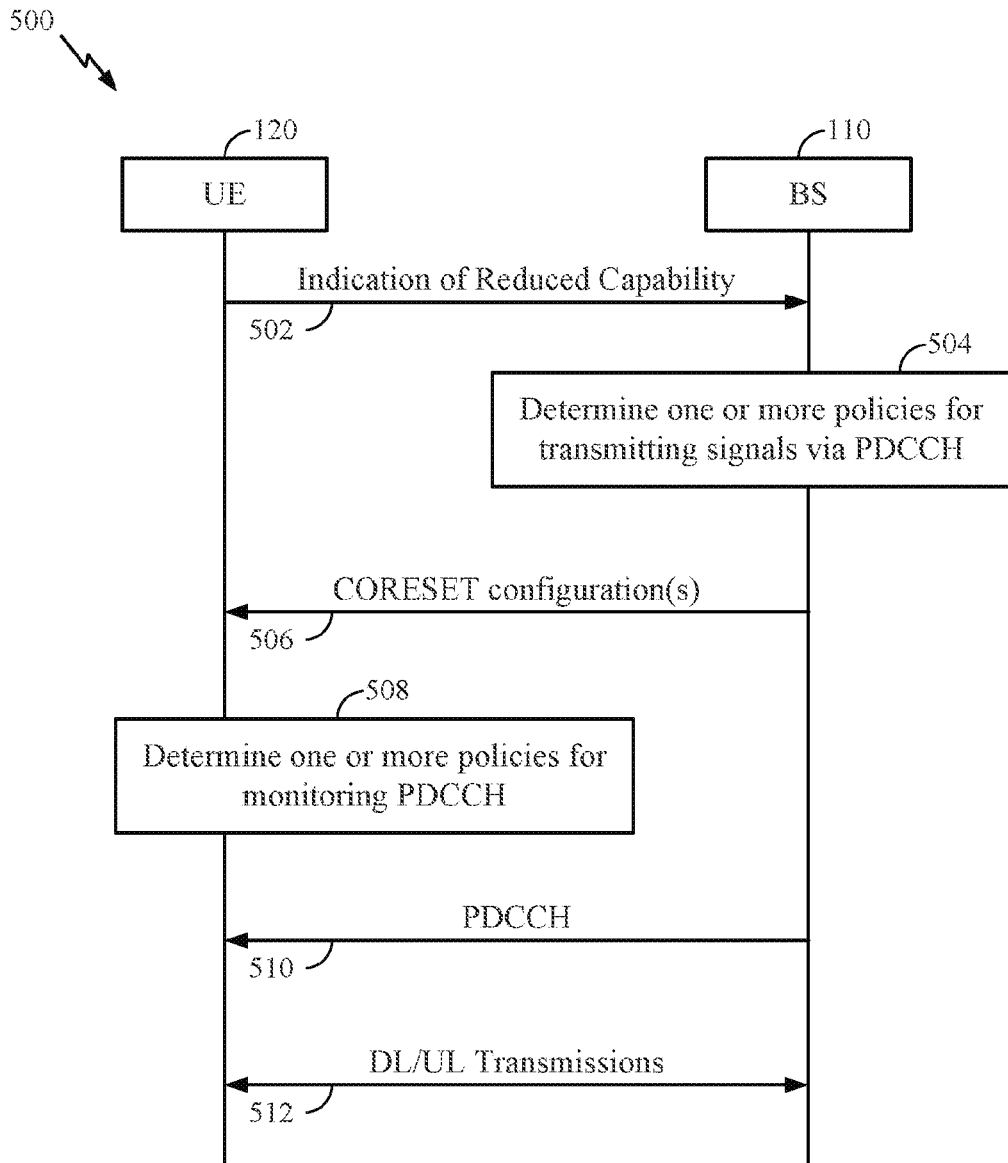 500
120
110
UE
BS
Indication of Reduced Capability
502
504
Determine one or more policies for
transmitting signals via PDCCH
CORESET configuration(s)
506
508
Determine one or more policies for
monitoring PDCCH
PDCCH
510
DL/UL Transmissions
512